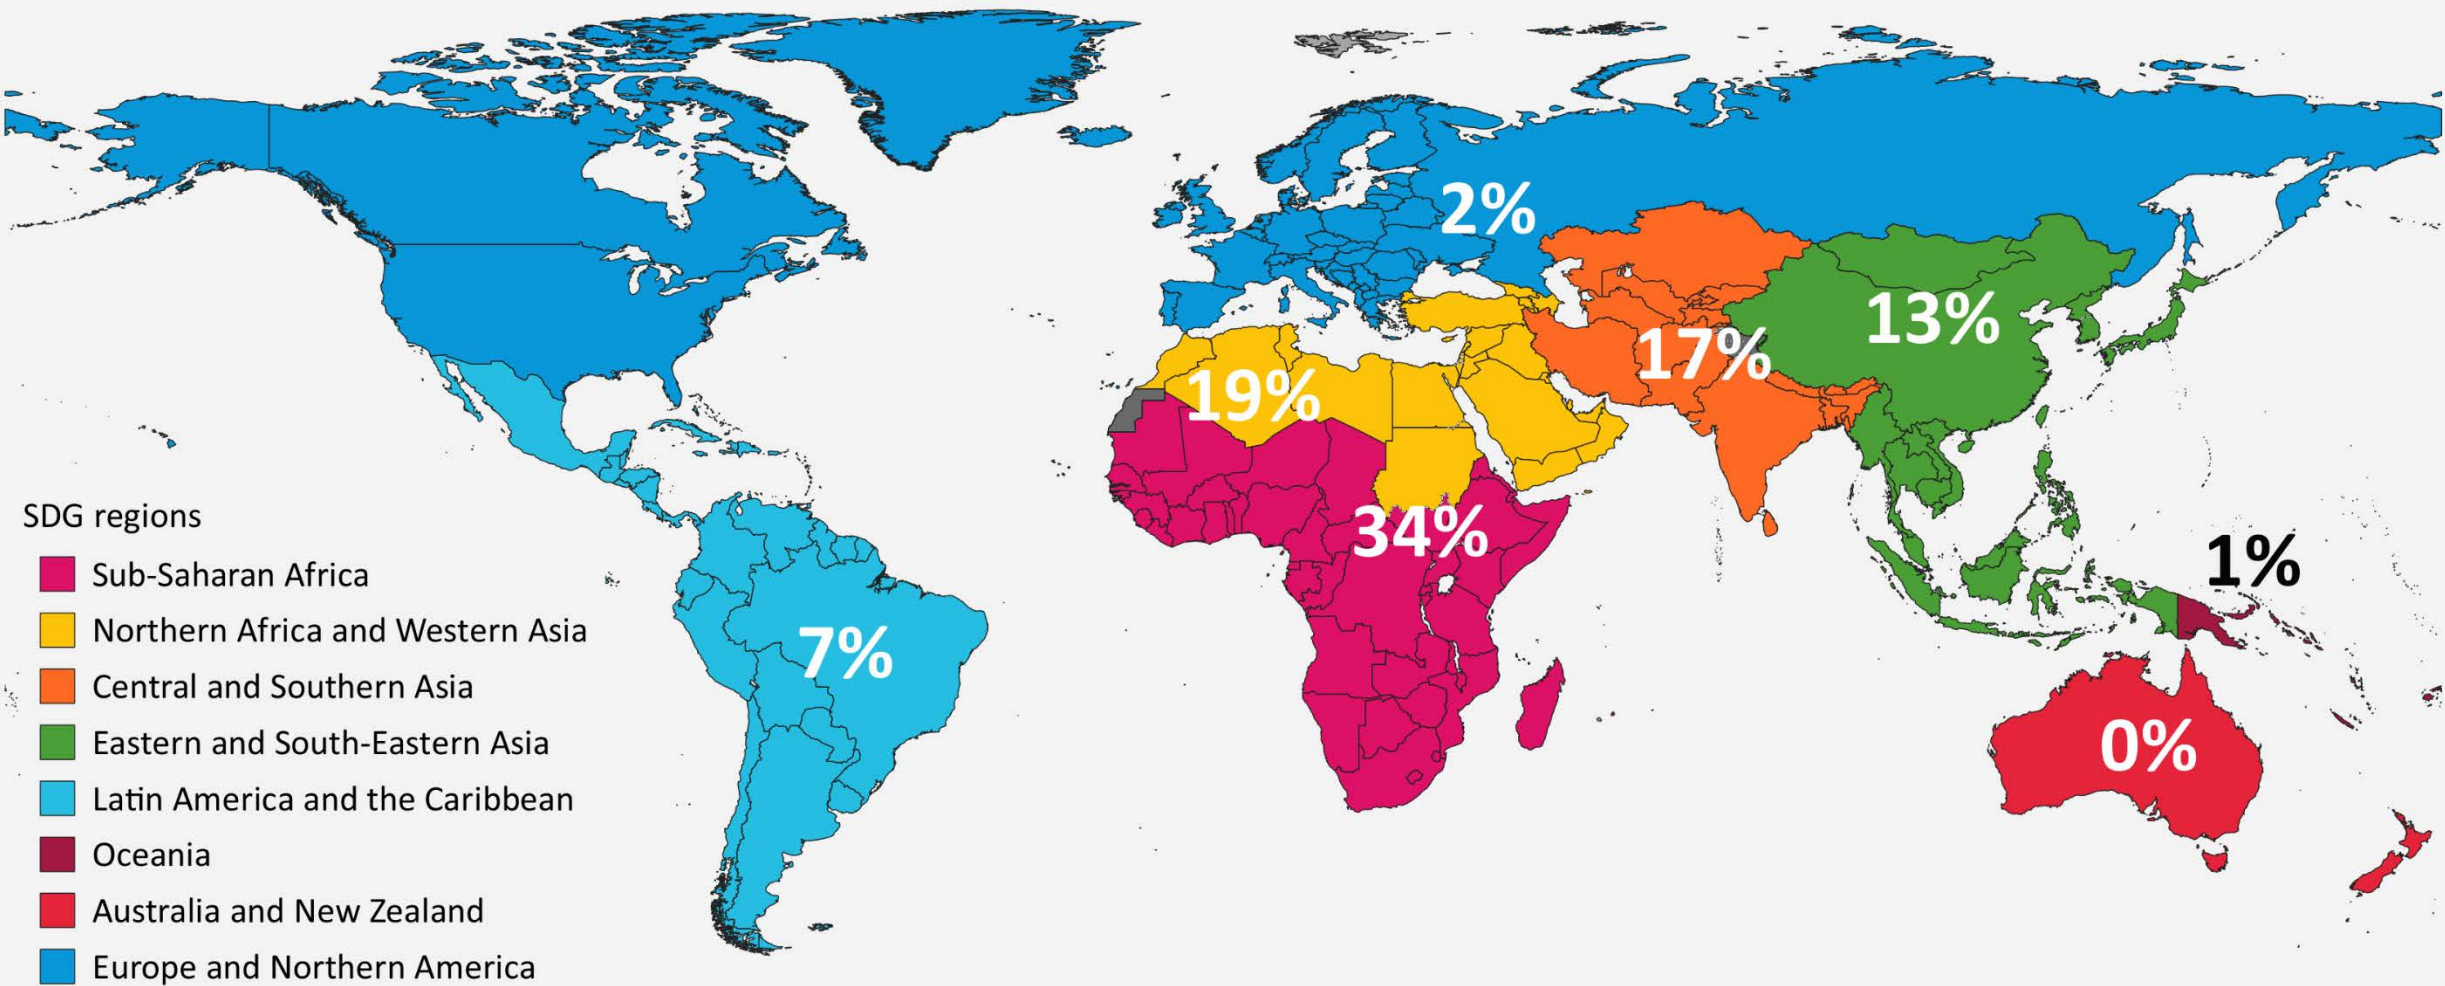 2%
13%
17%
19%
34%
1%
7%
0%
SDG regions
Sub-Saharan Africa
Northern Africa and Western Asia
Central and Southern Asia
Eastern and South-Eastern Asia
Latin America and the Caribbean
Oceania
Australia and New Zealand
Europe and Northern America